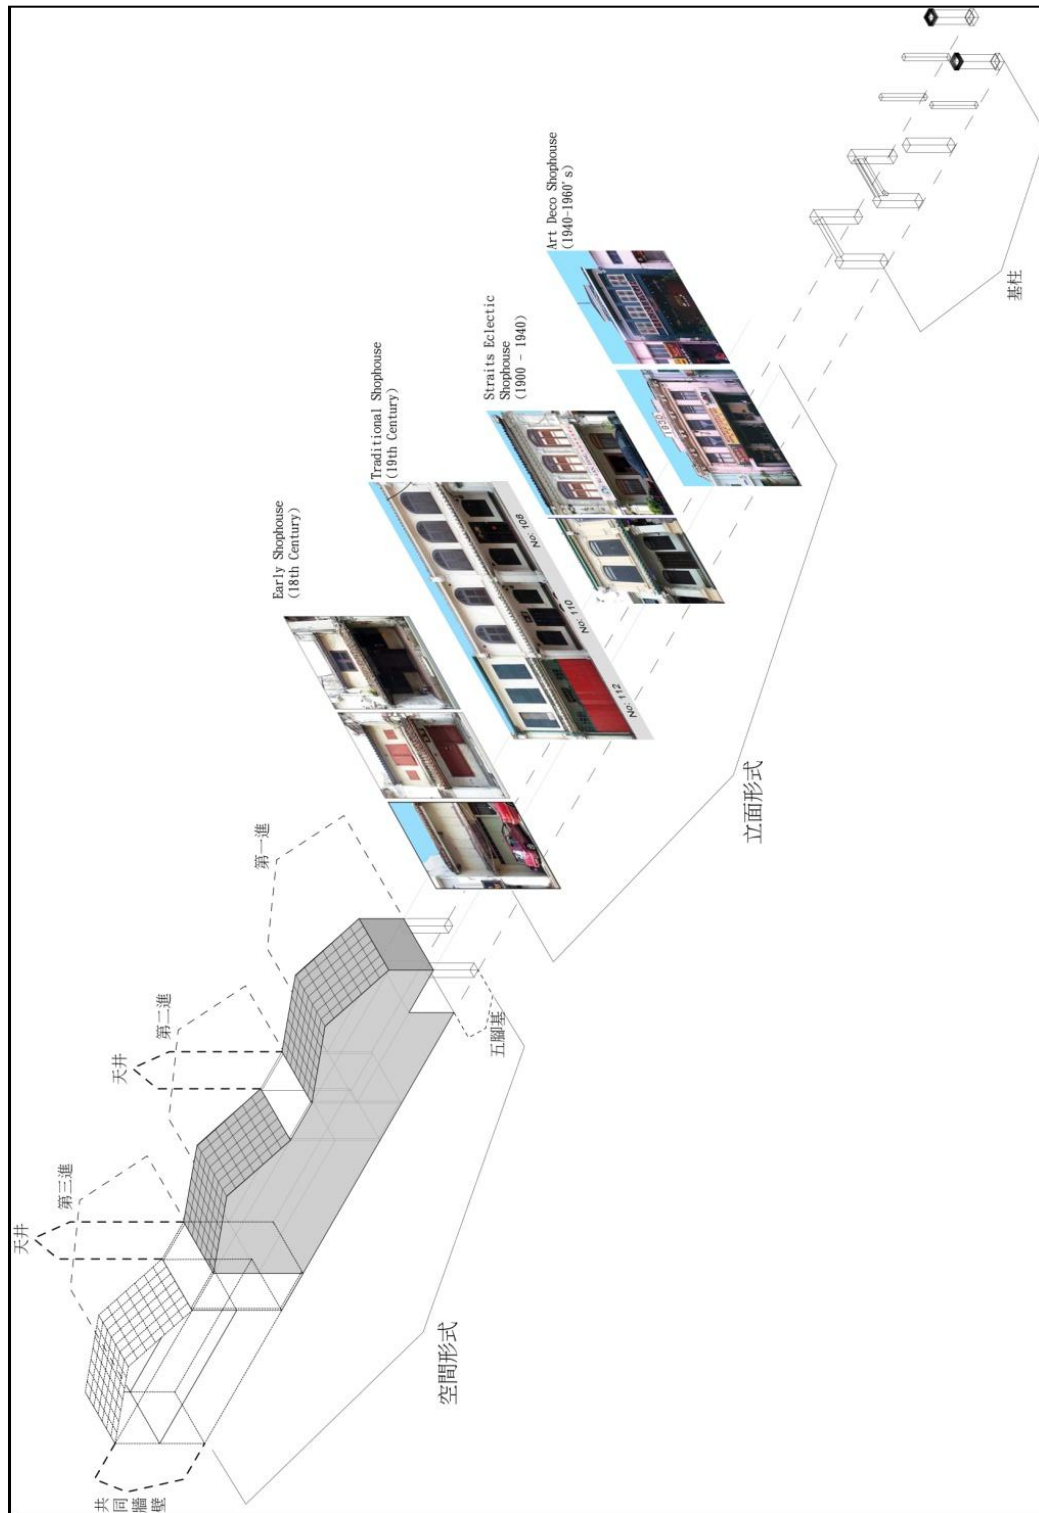 共同牆壁
天井
第三進
天井
第二進
第一進
五腳基
空間形式
Early Shophouse
(18th Century)
Traditional Shophouse
(19th Century)
No: 112
No: 110
No: 108
Straits Eclectic
Shophouse
(1900 - 1940)
Art Deco Shophouse
(1940-1960's)
立面形式
基柱